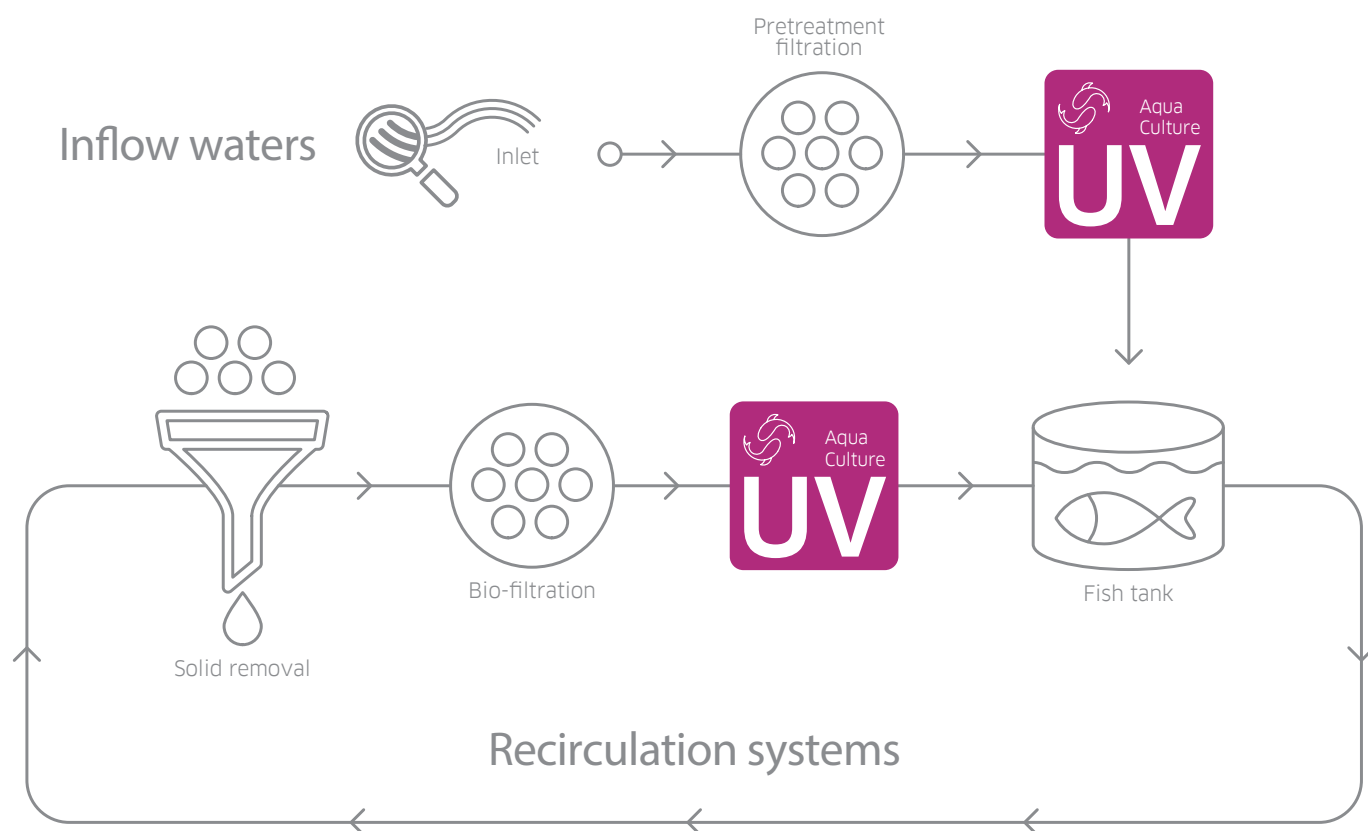 Pretreatment
filtration
Inflow waters
Inlet
Aqua
Culture
UV
Aqua
Culture
UV
Bio-filtration
Fish tank
Solid removal
Recirculation systems